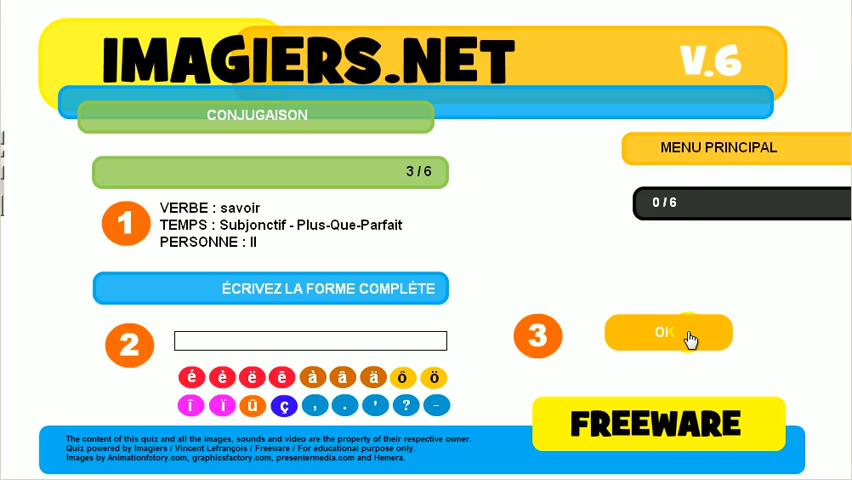 IMAGIERS.NET
V.6
CONJUGAISON
MENU PRINCIPAL
3 / 6
0 / 6
1
VERBE : savoir
TEMPS : Subjonctif - Plus-Que-Parfait
PERSONNE : II
ÉCRIVEZ LA FORME COMPLÈTE
2
3
OK
é è ë ê à â ä ô ö
î ï û ç , . ' ? -
FREEWARE
The content of this quiz and all the images, sounds and video are the property of their respective owner.
Quiz powered by Imagiers / Vincent Lefrançois / Freeware / For educational purpose only.
Images by Animationfctory.com, graphicsfactory.com, presentermedia.com and Hemera.